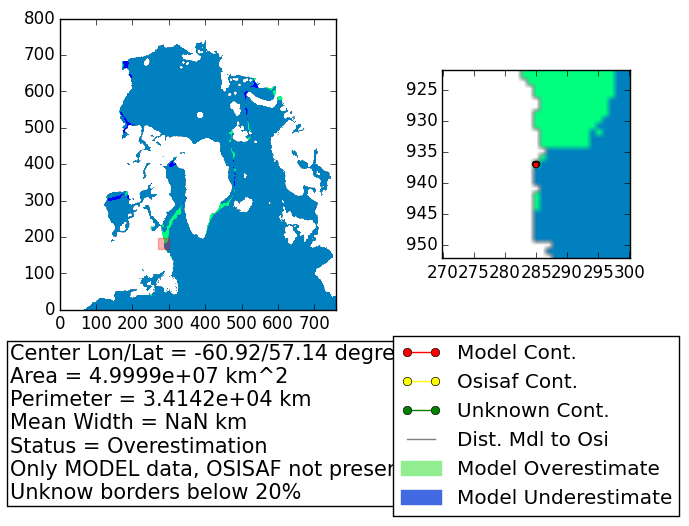 800
700
600
500
400
300
200
100
0
0 100 200 300 400 500 600 700
925
930
935
940
945
950
270 275 280 285 290 295 300
Center Lon/Lat = -60.92/57.14 degre
Area = 4.9999e+07 km^2
Perimeter = 3.4142e+04 km
Mean Width = NaN km
Status = Overestimation
Only MODEL data, OSISAF not presen
Unknow borders below 20%
Model Cont.
Osisaf Cont.
Unknown Cont.
Dist. Mdl to Osi
Model Overestimate
Model Underestimate